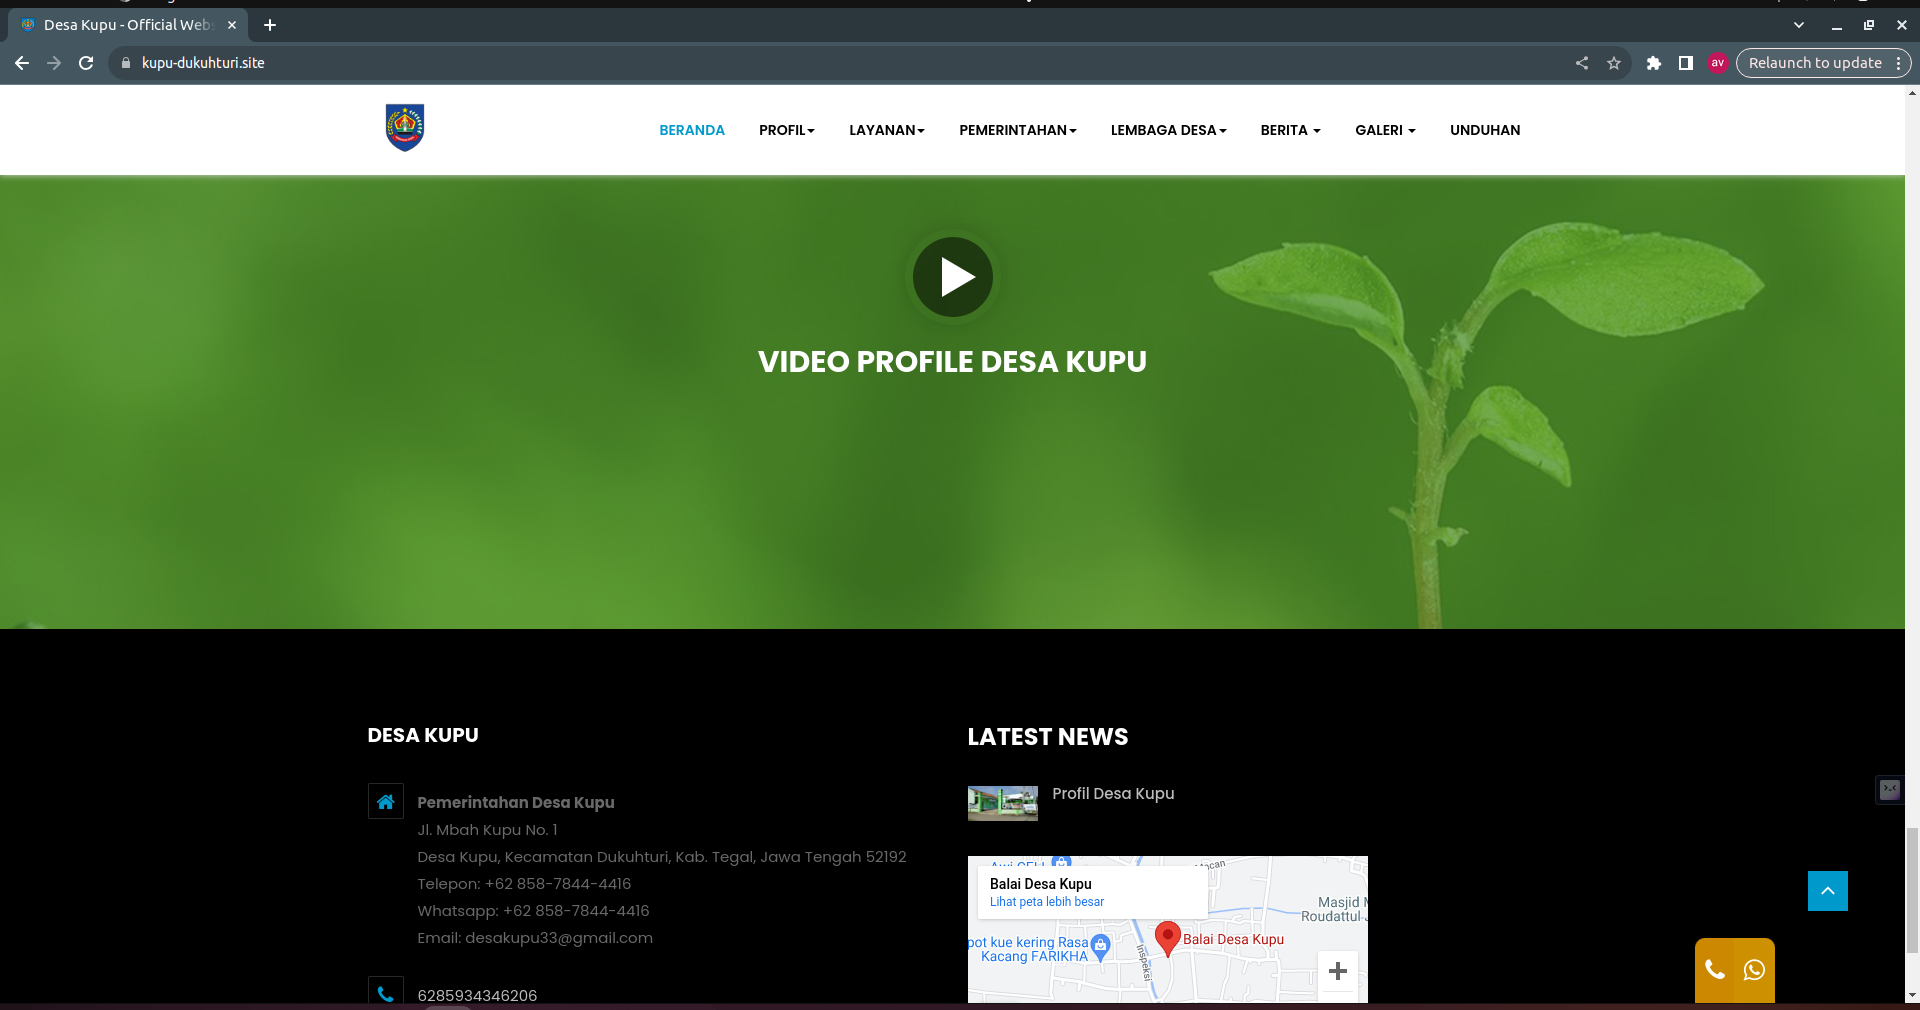 Desa Kupu - Official Webs
kupu-dukuhturi.site
av
Relaunch to update
BERANDA
PROFIL
LAYANAN
PEMERINTAHAN
LEMBAGA DESA
BERITA
GALERI
UNDUHAN
VIDEO PROFILE DESA KUPU
DESA KUPU
Pemerintahan Desa Kupu
Jl. Mbah Kupu No. 1
Desa Kupu, Kecamatan Dukuhturi, Kab. Tegal, Jawa Tengah 52192
Telepon: +62 858-7844-4416
Whatsapp: +62 858-7844-4416
Email: desakupu33@gmail.com
6285934346206
LATEST NEWS
Profil Desa Kupu
Balai Desa Kupu
Lihat peta lebih besar
Masjid
Roudattul
pot kue kering Rasa
Kacang FARIKHA
Balai Desa Kupu
Inspeksi